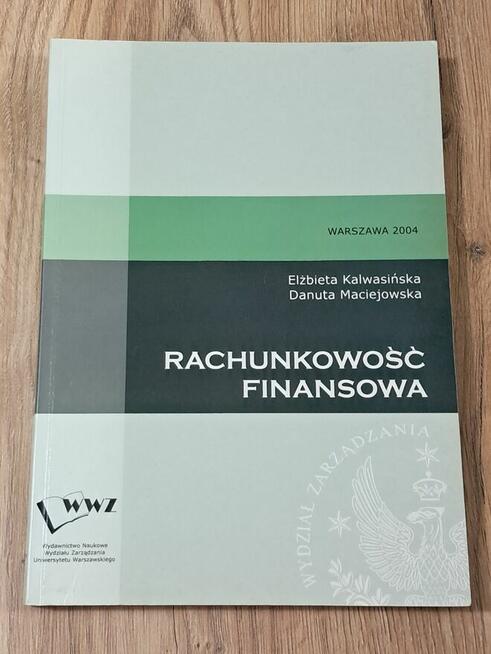 WARSZAWA 2004
Elżbieta Kalwasińska
Danuta Maciejowska
RACHUNKOWOŚĆ
FINANSOWA
WYDZIAŁ ZARZĄDZANIA
WWZ
Wydawnictwo Naukowe
Wydziału Zarządzania
Uniwersytetu Warszawskiego